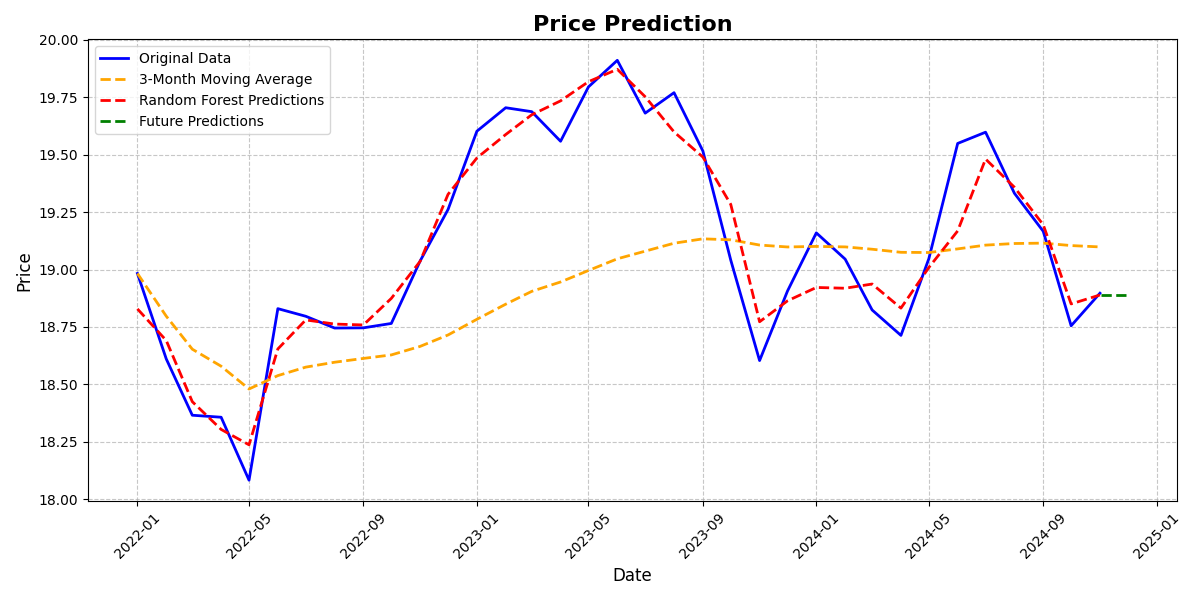 Price Prediction
Original Data
3-Month Moving Average
Random Forest Predictions
Future Predictions
Price
20.00
19.75
19.50
19.25
19.00
18.75
18.50
18.25
18.00
2022-01
2022-05
2022-09
2023-01
2023-05
2023-09
2024-01
2024-05
2024-09
2025-01
Date